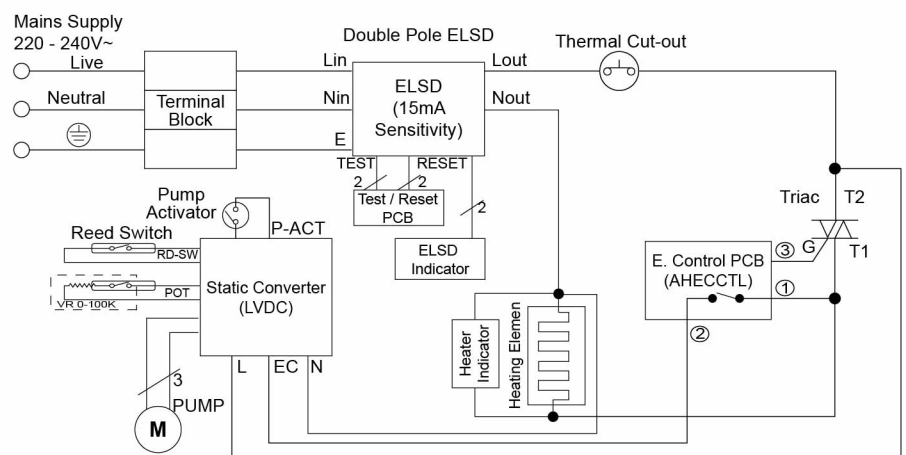 Mains Supply
220 - 240V~
Live
Neutral
Terminal
Block
Double Pole ELSD
Lin
Nin
E
ELSD
(15mA
Sensitivity)
Lout
Nout
Thermal Cut-out
TEST
RESET
2
2
2
Test / Reset
PCB
ELSD
Indicator
Pump
Activator
P-ACT
Reed Switch
RD-SW
POT
VR 0-100K
Static Converter
(LVDC)
L
EC
N
3
PUMP
M
Heater
Indicator
Heating Elemen
Triac
T2
G
T1
E. Control PCB
(AHECCTL)
③
①
②